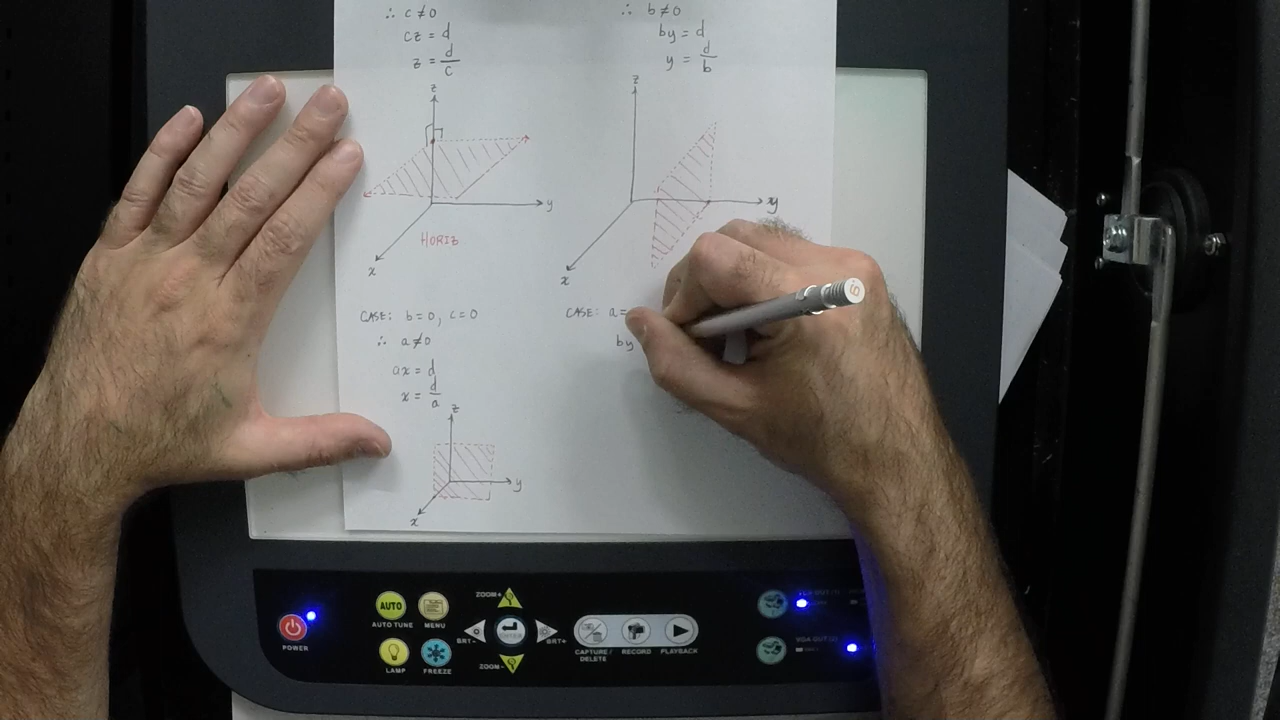 ∴ c ≠ 0
cz = d
z = d/c
z
y
x
HORIZ
∴ b ≠ 0
by = d
y = d/b
z
y
x
CASE: b = 0, c = 0
∴ a ≠ 0
ax = d
x = d/a
z
y
x
CASE: a =
by
ZOOM+
AUTO
AUTO TUNE
MENU
POWER
BRT-
ENTER
BRT+
LAMP
FREEZE
ZOOM-
CAPTURE/
DELETE
RECORD
PLAYBACK